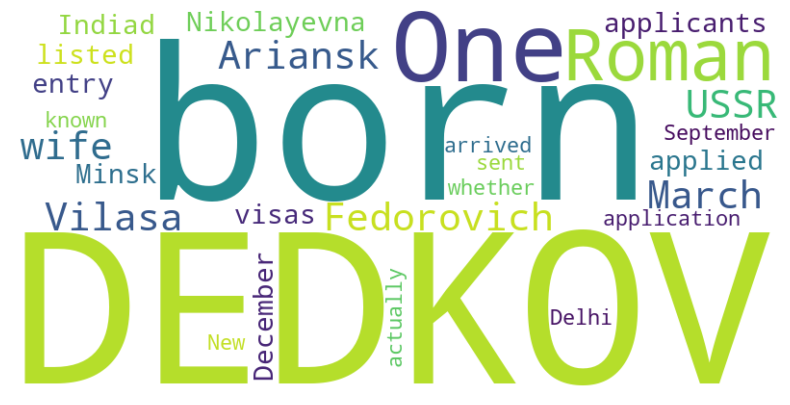 Indiad Nikolayevna One applicants
listed Ariansk Roman
entry born USSR
known arrived September
wife sent applied
Minsk whether March
Vilasa visas Fedorovich application
DEDKOV
New December actually Delhi